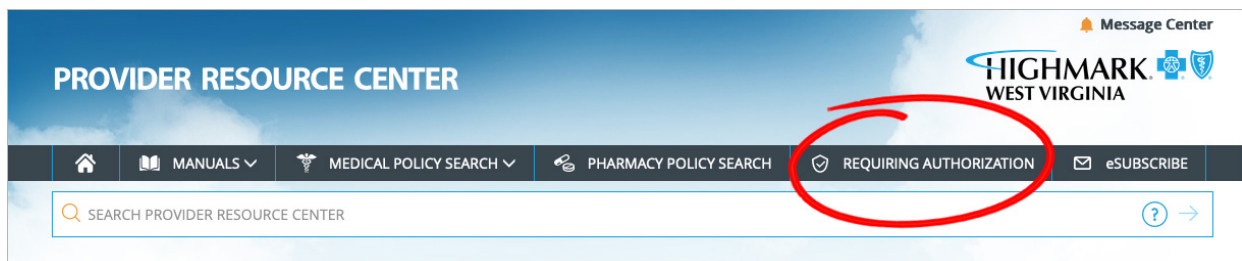 Message Center
PROVIDER RESOURCE CENTER
HIGHMARK.
WEST VIRGINIA
MANUALS
MEDICAL POLICY SEARCH
PHARMACY POLICY SEARCH
REQUIRING AUTHORIZATION
eSUBSCRIBE
SEARCH PROVIDER RESOURCE CENTER
?